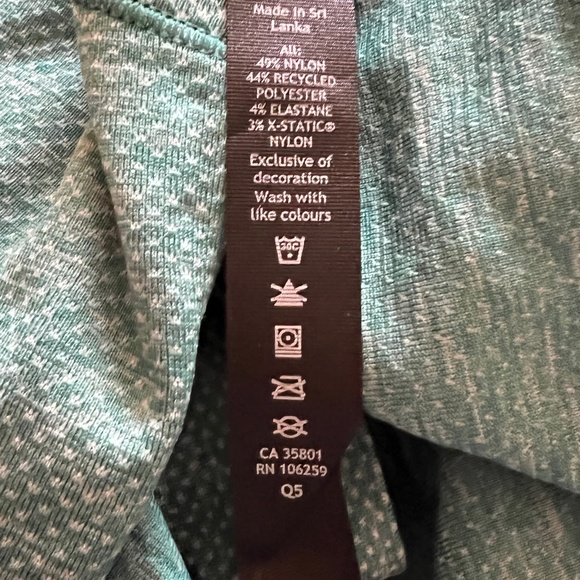 Made in Sri
Lanka
All:
49% NYLON
44% RECYCLED
POLYESTER
4% ELASTANE
3% X-STATIC®
NYLON
Exclusive of
decoration
Wash with
like colours
30C
CA 35801
RN 106259
Q5